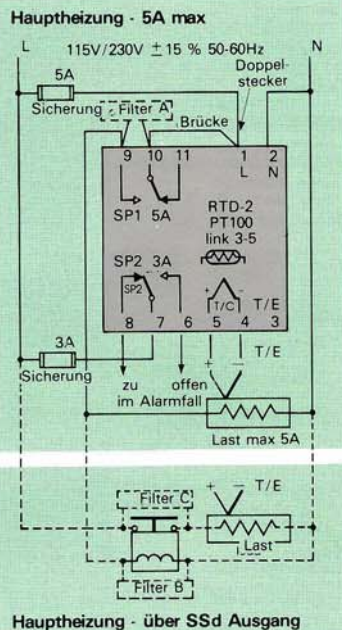 Hauptheizung - 5A max
L 115V/230V ± 15 % 50-60Hz N
5A Doppel-
stecker
Sicherung Filter A Brücke
9 10 11 1 2
L N
SP1 5A RTD-2
PT100
link 3-5
SP2 3A
SP2 + T/C - T/E
8 7 6 5 4 3
3A + - T/E
Sicherung zu offen
im Alarmfall
Last max 5A
+ - T/E
Filter C
Last
Filter B
Hauptheizung - über SSd Ausgang